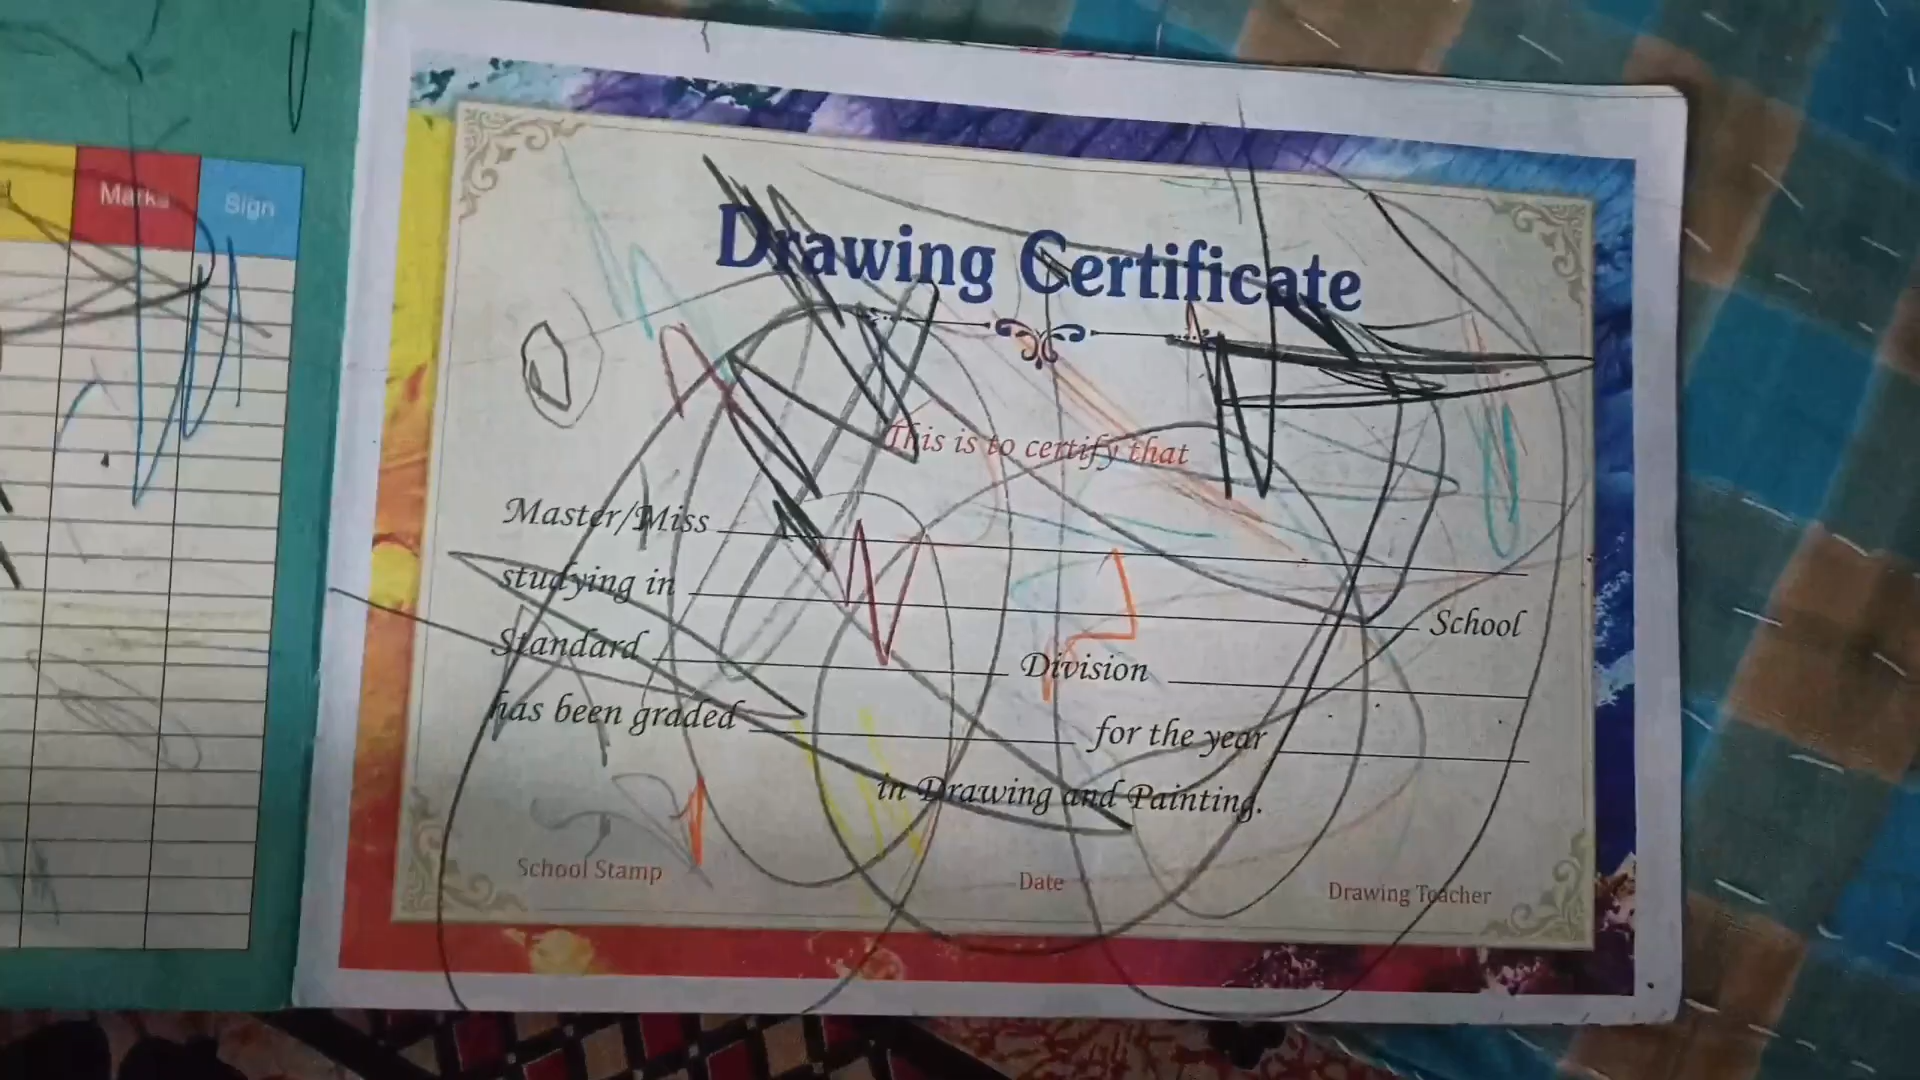 Marks Sign
Drawing Certificate
This is to certify that
Master/Miss
studying in School
Standard Division
has been graded for the year
in Drawing and Painting.
School Stamp Date Drawing Teacher